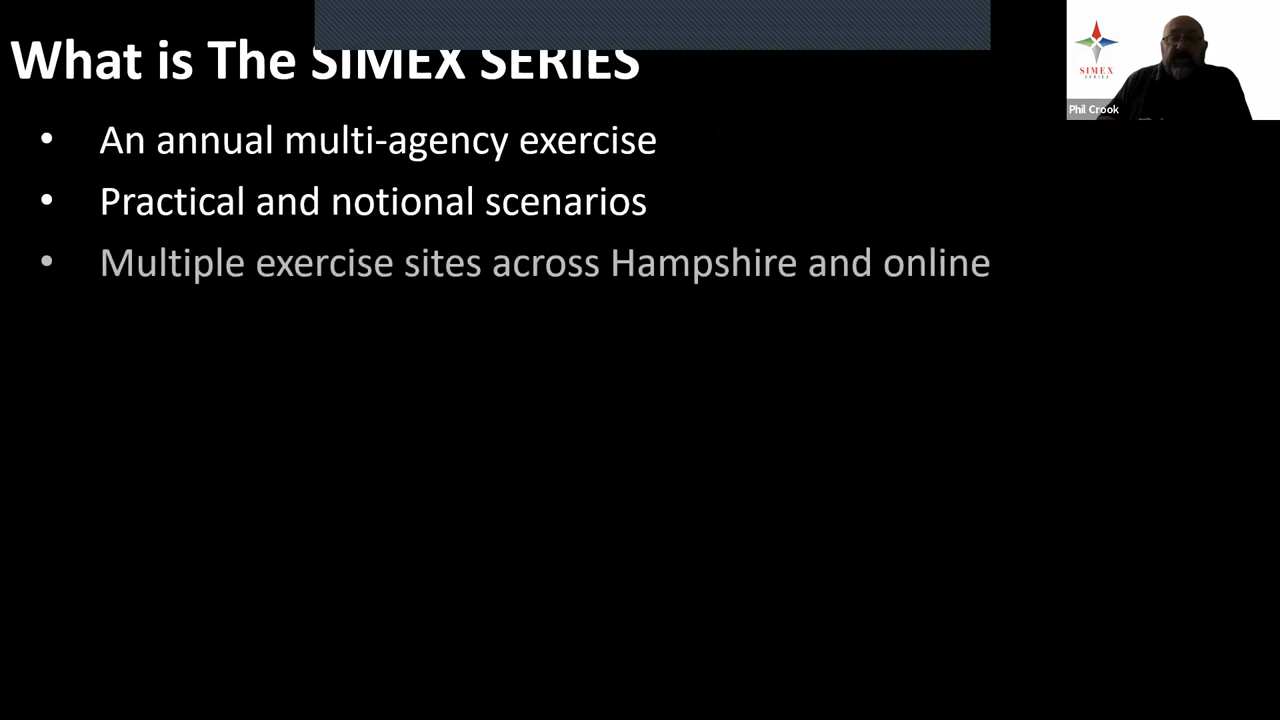 What is The SIMEX SERIES
• An annual multi-agency exercise
• Practical and notional scenarios
• Multiple exercise sites across Hampshire and online
SIMEX
SERIES
Phil Crook